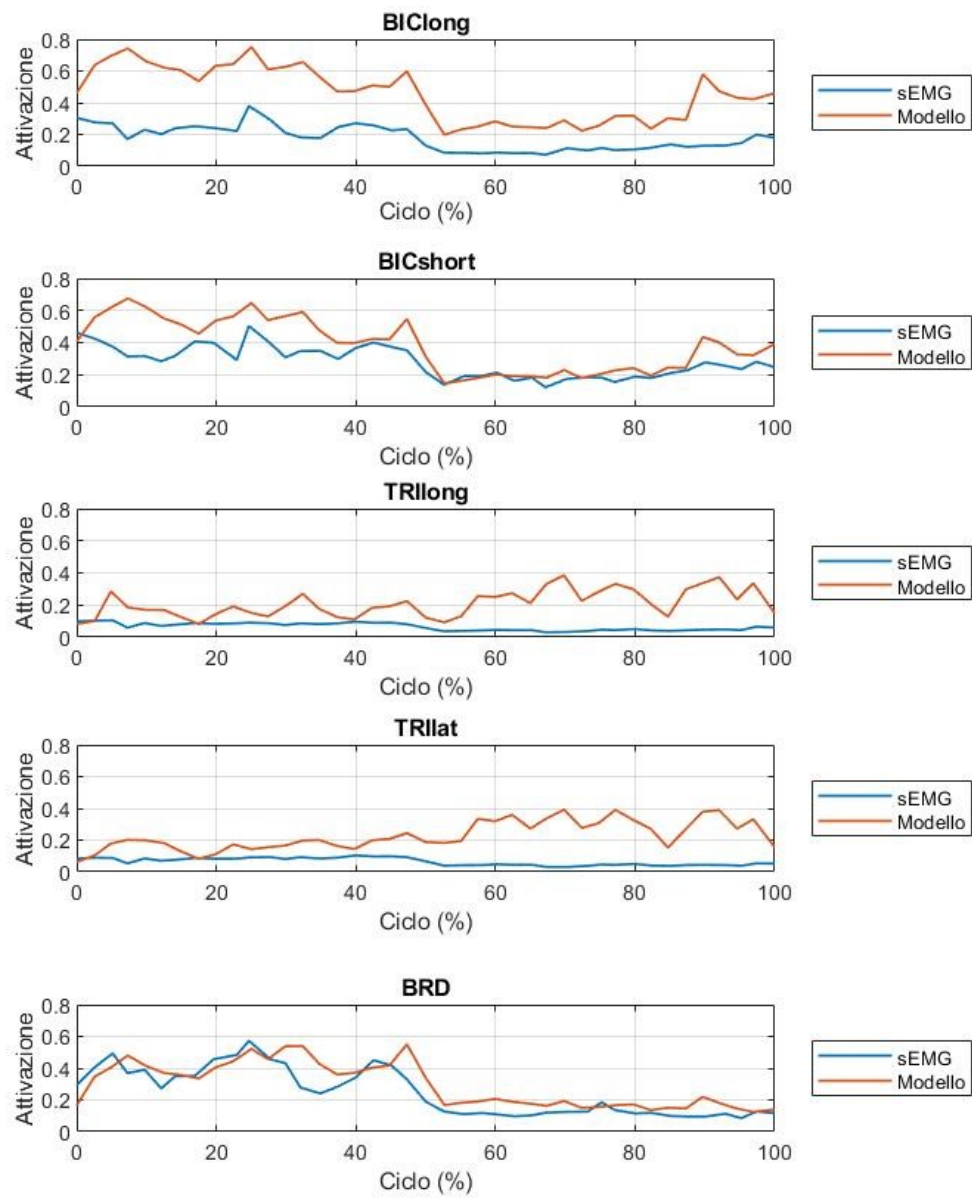 BIClong
0.8
0.6
0.4
0.2
0
Attivazione
0 20 40 60 80 100
Ciclo (%)
sEMG
Modello
BICshort
0.8
0.6
0.4
0.2
0
Attivazione
0 20 40 60 80 100
Ciclo (%)
sEMG
Modello
TRIlong
0.8
0.6
0.4
0.2
0
Attivazione
0 20 40 60 80 100
Ciclo (%)
sEMG
Modello
TRIlat
0.8
0.6
0.4
0.2
0
Attivazione
0 20 40 60 80 100
Ciclo (%)
sEMG
Modello
BRD
0.8
0.6
0.4
0.2
0
Attivazione
0 20 40 60 80 100
Ciclo (%)
sEMG
Modello